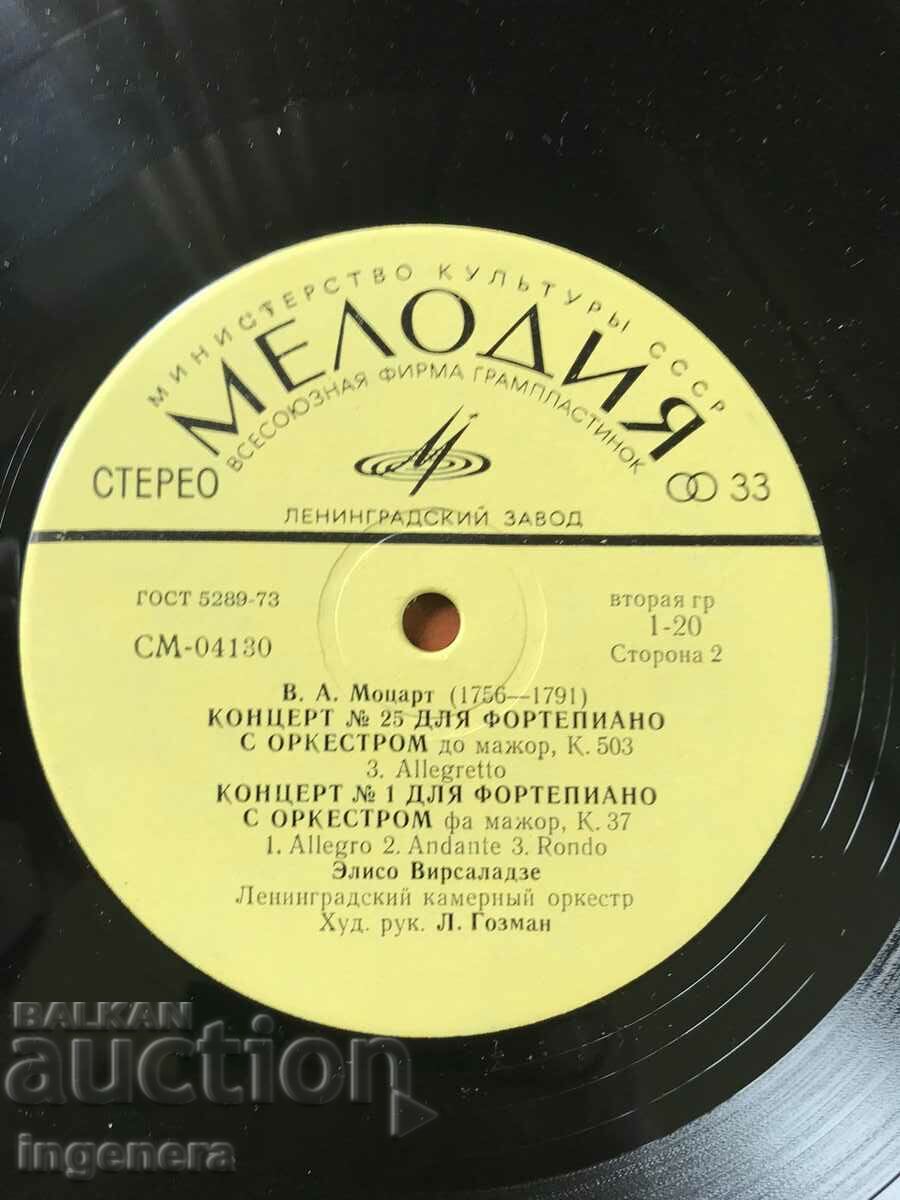 МИНИСТЕРСТВО КУЛЬТУРЫ СССР
МЕЛОДИЯ
ВСЕСОЮЗНАЯ ФИРМА ГРАМПЛАСТИНОК
СТЕРЕО
33
ЛЕНИНГРАДСКИЙ ЗАВОД
ГОСТ 5289-73
вторая гр
СМ-04130
1-20
Сторона 2
В. А. Моцарт (1756—1791)
КОНЦЕРТ № 25 ДЛЯ ФОРТЕПИАНО
С ОРКЕСТРОМ до мажор, К. 503
3. Allegretto
КОНЦЕРТ № 1 ДЛЯ ФОРТЕПИАНО
С ОРКЕСТРОМ фа мажор, К. 37
1. Allegro 2. Andante 3. Rondo
Элисо Вирсаладзе
Ленинградский камерный оркестр
Худ. рук. Л. Гозман
BALKAN
auction
ingenera